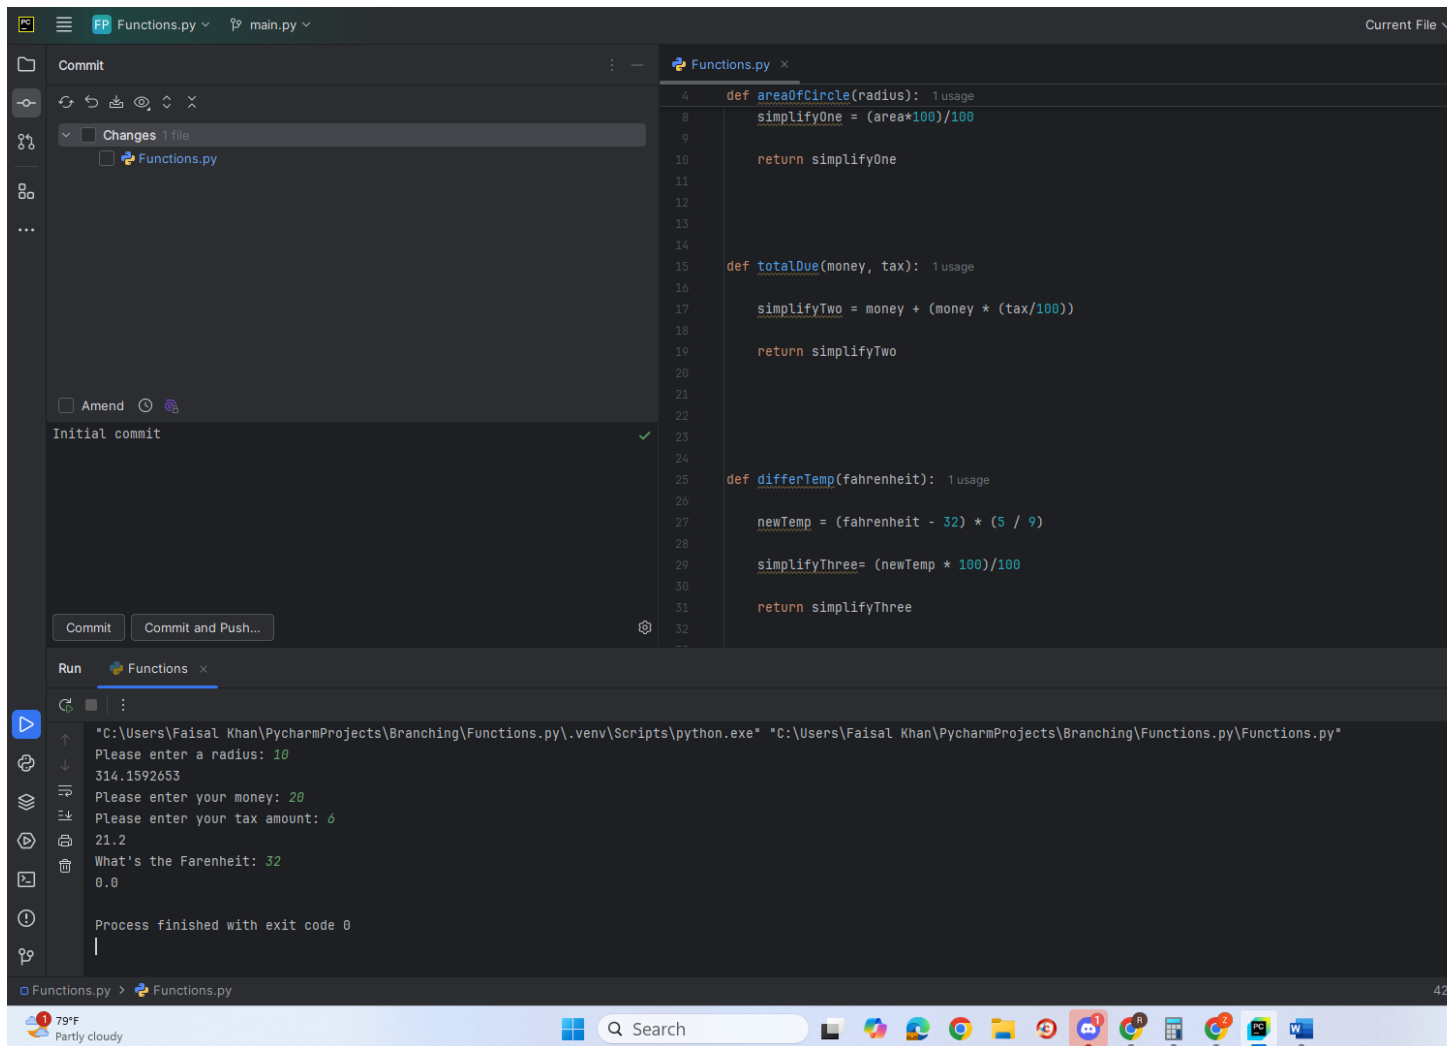 PC
FP Functions.py main.py Current File
Commit
Changes 1 file
Functions.py
Amend
Initial commit
Commit Commit and Push...
Functions.py ×
4 def areaOfCircle(radius): 1 usage
8 simplifyOne = (area*100)/100
9
10 return simplifyOne
11
12
13
14
15 def totalDue(money, tax): 1 usage
16
17 simplifyTwo = money + (money * (tax/100))
18
19 return simplifyTwo
20
21
22
23
24
25 def differTemp(fahrenheit): 1 usage
26
27 newTemp = (fahrenheit - 32) * (5 / 9)
28
29 simplifyThree= (newTemp * 100)/100
30
31 return simplifyThree
32
Run Functions ×
"C:\Users\Faisal Khan\PycharmProjects\Branching\Functions.py\.venv\Scripts\python.exe" "C:\Users\Faisal Khan\PycharmProjects\Branching\Functions.py\Functions.py"
Please enter a radius: 10
314.1592653
Please enter your money: 20
Please enter your tax amount: 6
21.2
What's the Farenheit: 32
0.0
Process finished with exit code 0
Functions.py > Functions.py 42
1 79°F
Partly cloudy
Search
1 R Z PC W